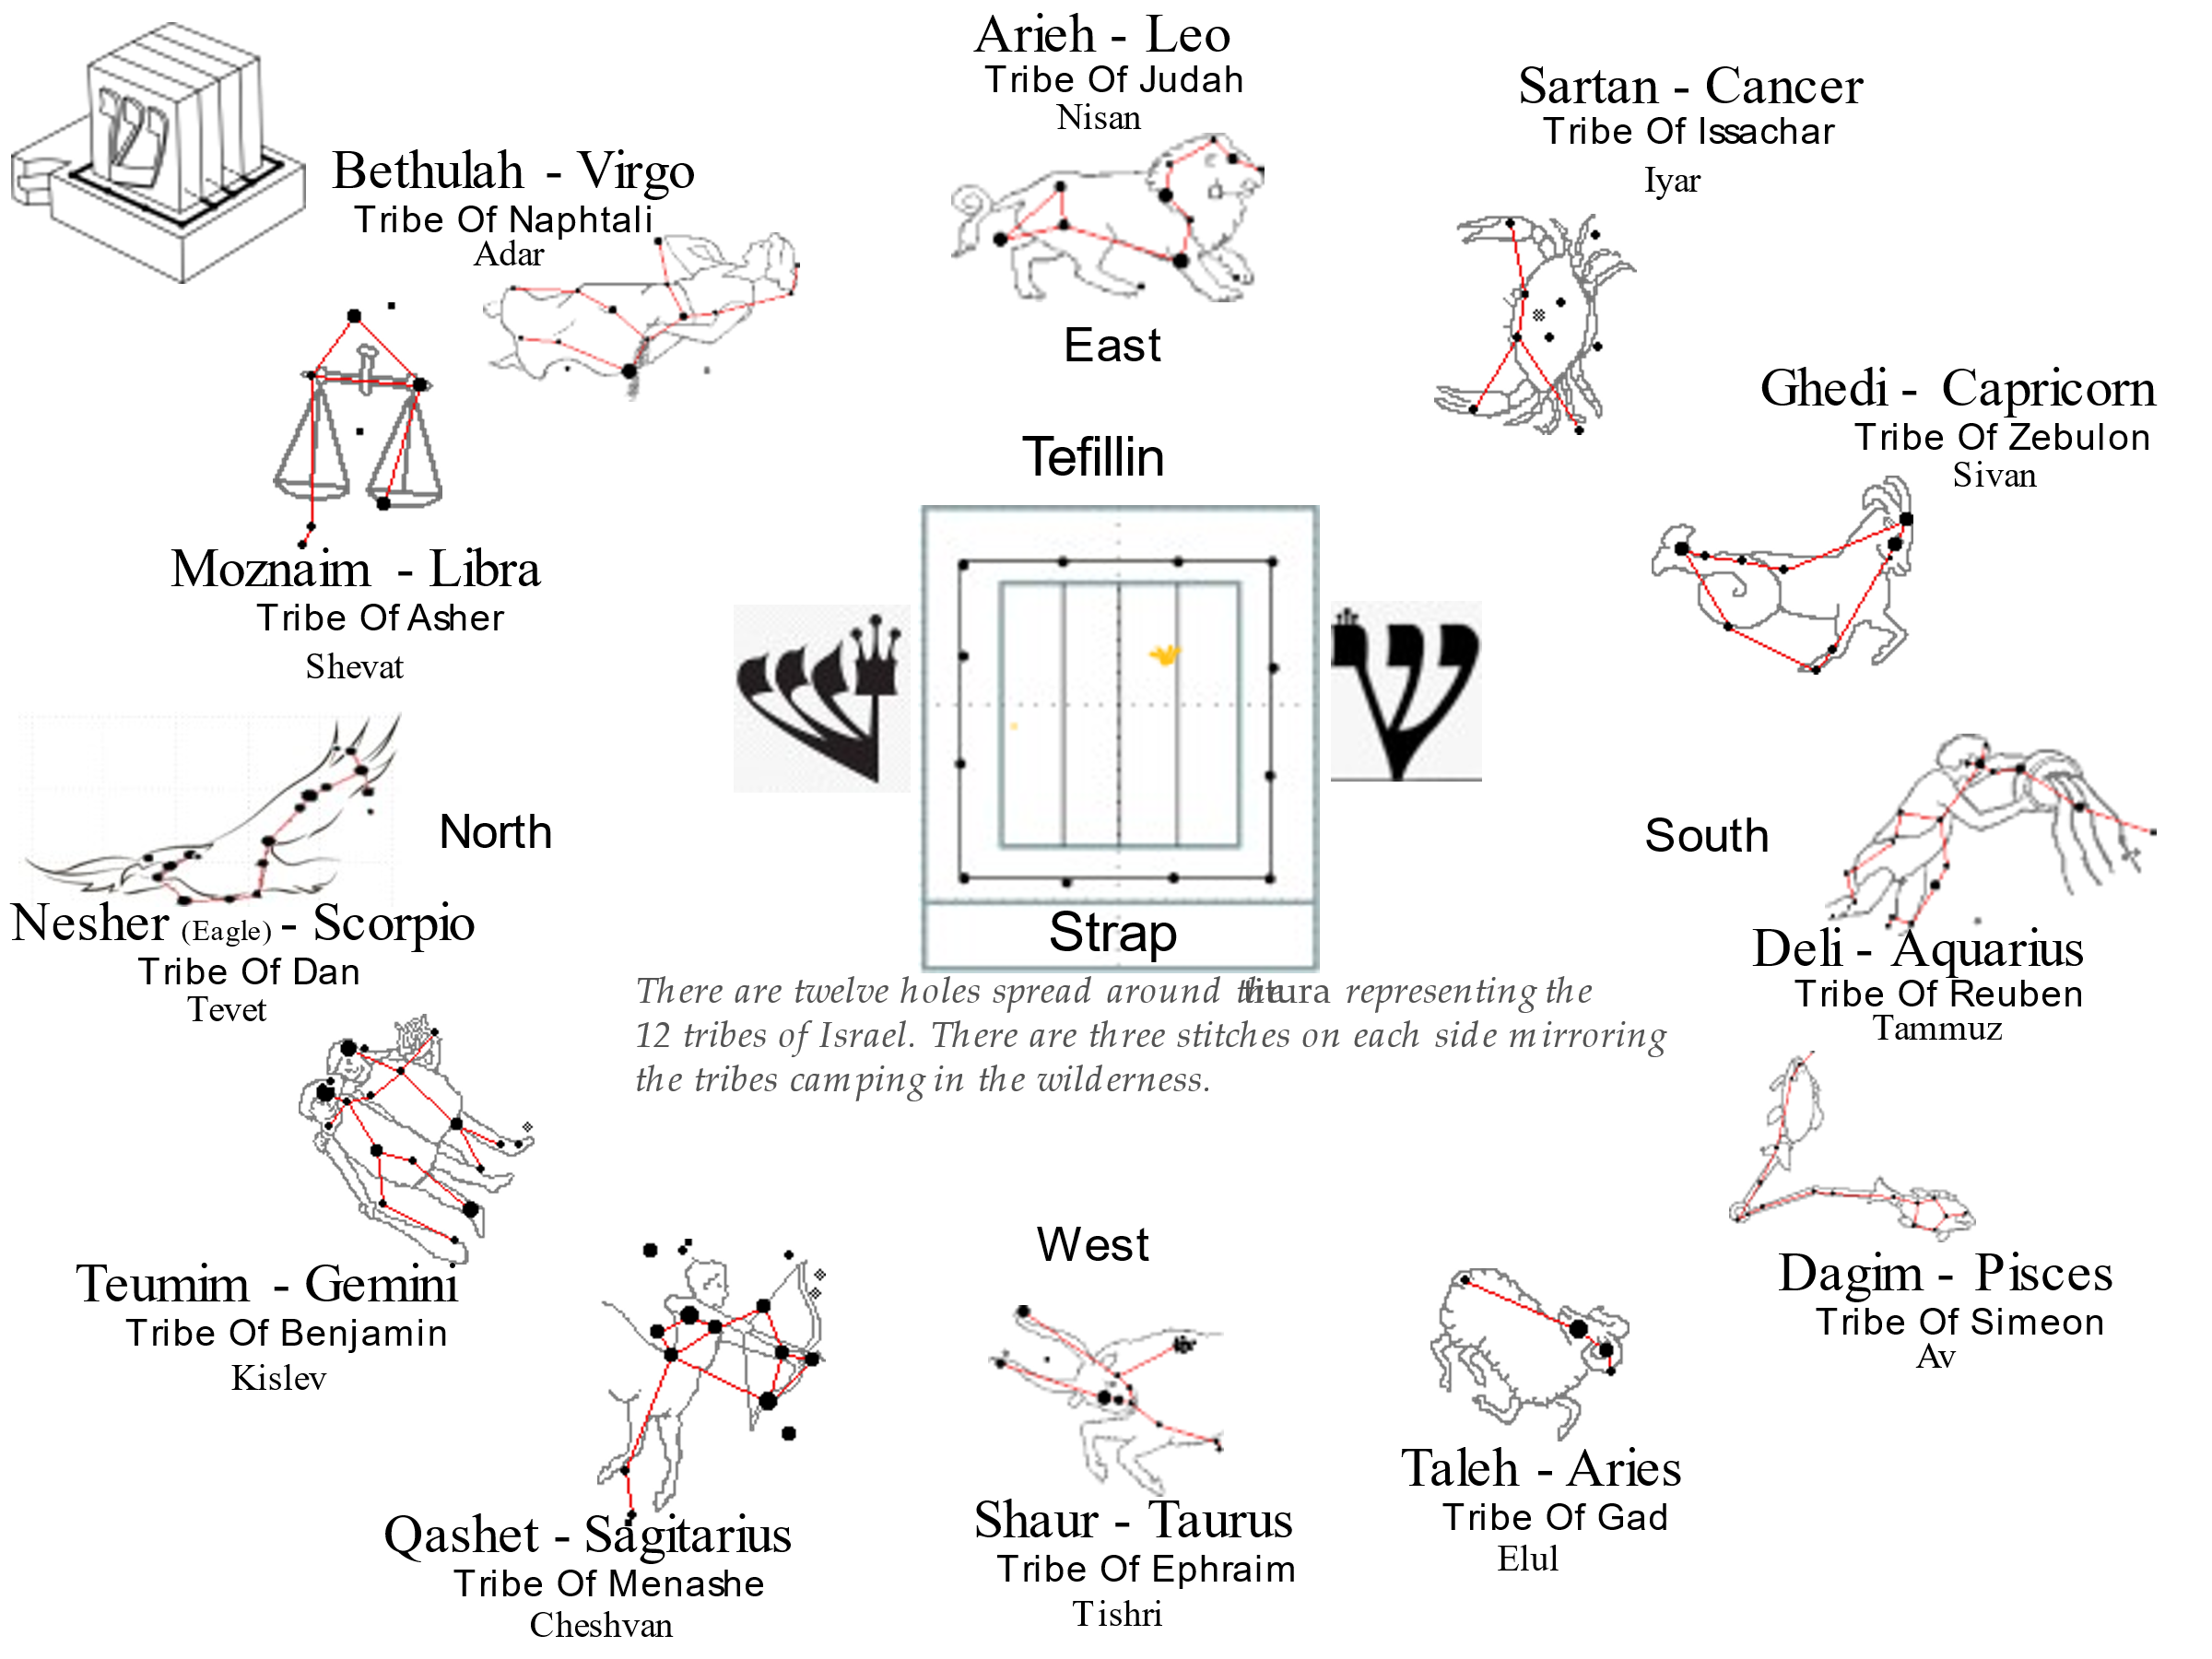 Arieh - Leo
Tribe Of Judah
Nisan
Sartan - Cancer
Tribe Of Issachar
Iyar
Bethulah - Virgo
Tribe Of Naphtali
Adar
ש
East
Ghedi - Capricorn
Tribe Of Zebulon
Sivan
Tefillin
Moznaim - Libra
Tribe Of Asher
Shevat
ש
North
South
Nesher (Eagle) - Scorpio
Tribe Of Dan
Tevet
Strap
Deli - Aquarius
Tribe Of Reuben
Tammuz
There are twelve holes spread around the titura representing the
12 tribes of Israel. There are three stitches on each side mirroring
the tribes camping in the wilderness.
West
Teumim - Gemini
Tribe Of Benjamin
Kislev
Dagim - Pisces
Tribe Of Simeon
Av
Qashet - Sagitarius
Tribe Of Menashe
Cheshvan
Shaur - Taurus
Tribe Of Ephraim
Tishri
Taleh - Aries
Tribe Of Gad
Elul